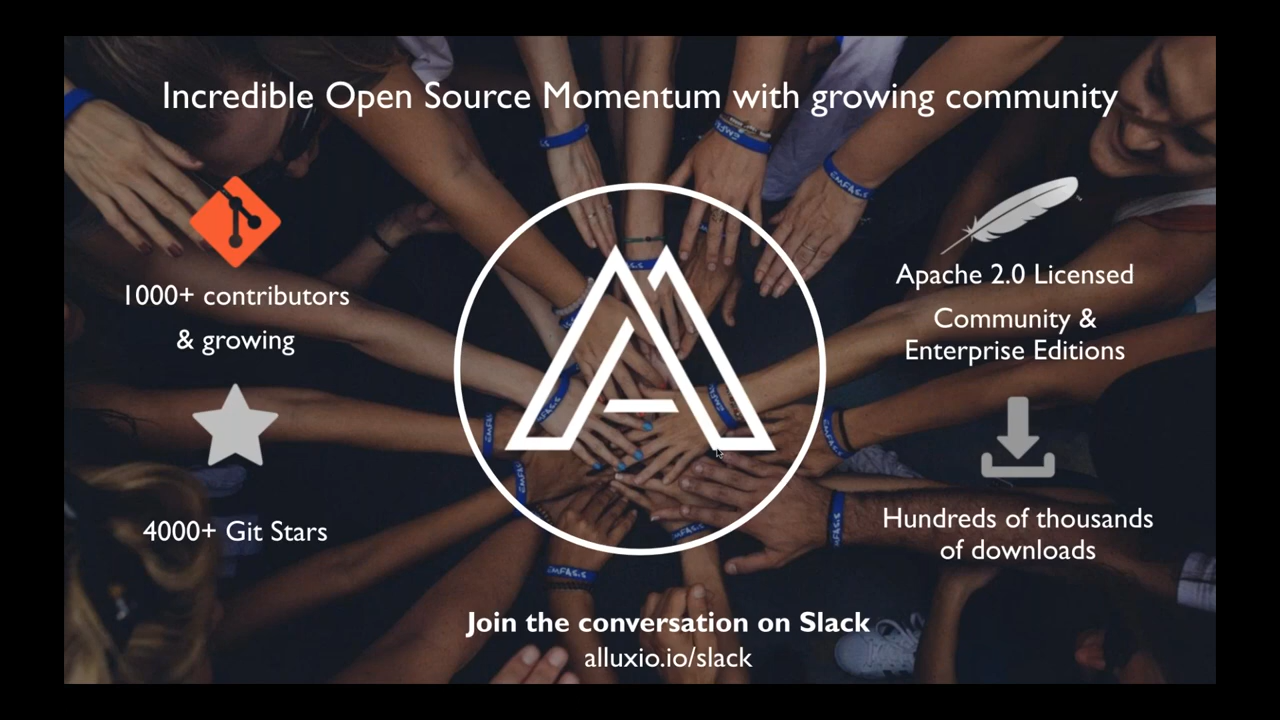 Incredible Open Source Momentum with growing community
1000+ contributors
& growing
4000+ Git Stars
Apache 2.0 Licensed
Community &
Enterprise Editions
Hundreds of thousands
of downloads
Join the conversation on Slack
alluxio.io/slack